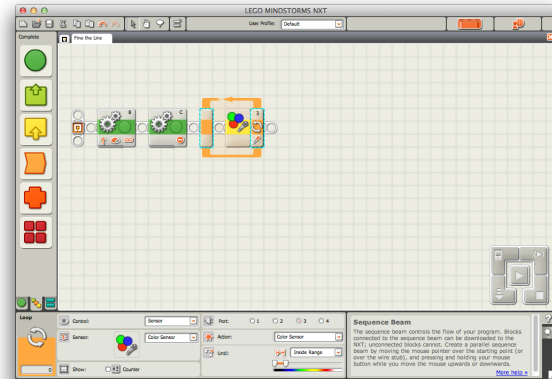 LEGO MINDSTORMS NXT
User Profile: Default
Complete
Fine the Line
B C 3
Loop
Control: Sensor
Sensor: Color Sensor
Show: Counter
0
Port: 1 2 3 4
Action: Color Sensor
Until: Inside Range
Sequence Beam
The sequence beam controls the flow of your program. Blocks
connected to the sequence beam can be downloaded to the
NXT; unconnected blocks cannot. Create a parallel sequence
beam by moving the mouse pointer over the starting point (or
over the wire stub), and pressing and holding your mouse
button while you move the mouse upwards or downwards.
More help »